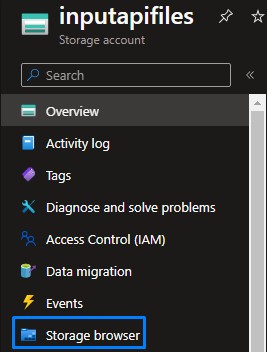 inputapifiles
Storage account
Search
Overview
Activity log
Tags
Diagnose and solve problems
Access Control (IAM)
Data migration
Events
Storage browser